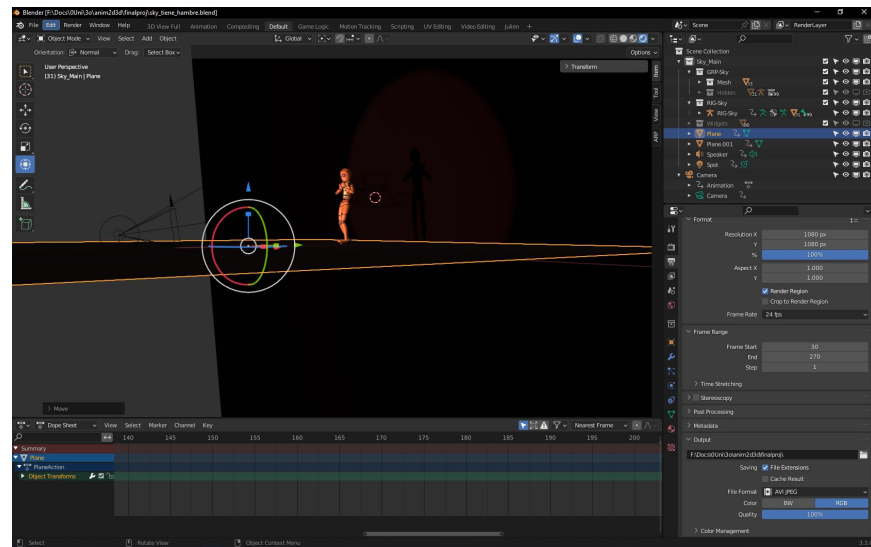 Blender [F:\Docs\0Uni\3o\anim2d3d\finalproj\sky_tiene_hambre.blend]
File Edit Render Window Help 3D View Full Animation Compositing Default Game Logic Motion Tracking Scripting UV Editing Video Editing Julien + Scene RenderLayer
Object Mode View Select Add Object Global
Orientation: Normal Drag: Select Box Options
User Perspective
(31) Sky_Main | Plane
Transform
Item
Tool
View
ARP
Scene Collection
Sky_Main
GRP-Sky
Mesh
Hidden
RIG-Sky
RIG-Sky
Widgets
Plane
Plane.001
Speaker
Spot
Camera
Animation
Camera
Format
Resolution X 1080 px
Y 1080 px
% 100%
Aspect X 1.000
Y 1.000
Render Region
Crop to Render Region
Frame Rate 24 fps
Frame Range
Frame Start 30
End 270
Step 1
Time Stretching
Stereoscopy
Post Processing
Metadata
Output
F:\Docs\0Uni\3o\anim2d3d\finalproj\
Saving File Extensions
Cache Result
File Format AVI JPEG
Color BW RGB
Quality 100%
Color Management
Move
Dope Sheet Dope Sheet View Select Marker Channel Key Nearest Frame
140 145 150 155 160 165 170 175 180 185 190 195 200
Summary
Plane
PlaneAction
Object Transforms
Select Rotate View Object Context Menu